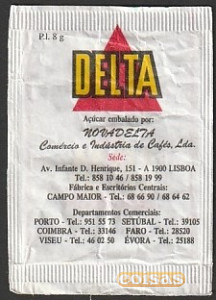 P.I. 8 g
DELTA
Açúcar embalado por:
NOVADELTA
Comércio e Indústria de Cafés, Lda.
Sede:
Av. Infante D. Henrique, 151 - A 1900 LISBOA
Tel.: 858 10 46 / 858 19 99
Fábrica e Escritórios Centrais:
CAMPO MAIOR - Tel.: 68 66 90 / 68 64 62
Departamentos Comerciais:
PORTO - Tel.: 951 55 73 SETÚBAL - Tel.: 39105
COIMBRA - Tel.: 33144 FARO - Tel.: 28520
VISEU - Tel.: 46 02 50 ÉVORA - Tel.: 25188
coisas